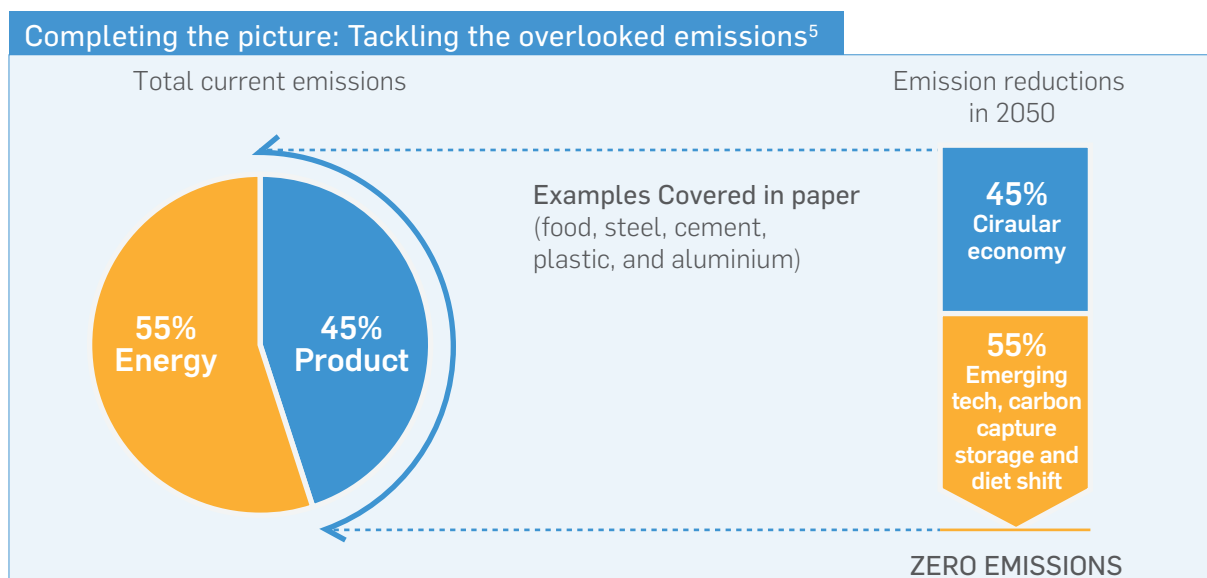 Completing the picture: Tackling the overlooked emissions⁵
Total current emissions
Emission reductions
in 2050
Examples Covered in paper
(food, steel, cement,
plastic, and aluminium)
55%
Energy
45%
Product
45%
Ciraular
economy
55%
Emerging
tech, carbon
capture
storage and
diet shift
ZERO EMISSIONS